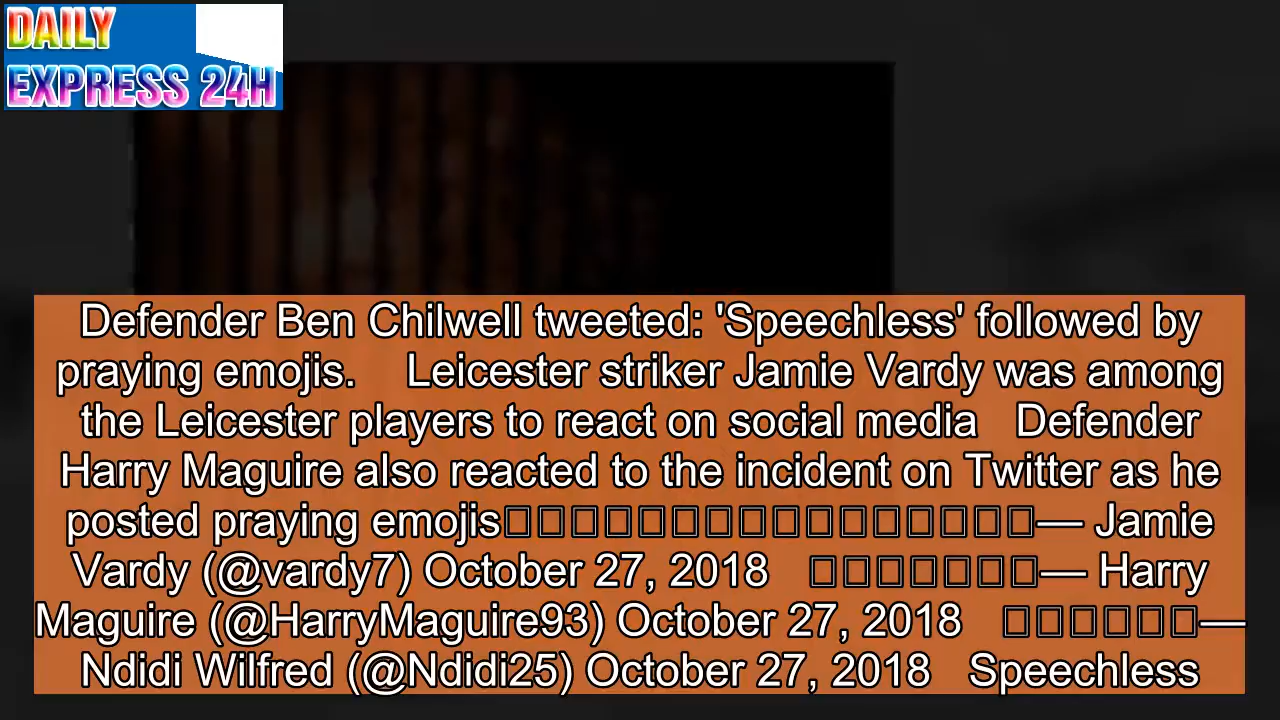 DAILY
EXPRESS 24H
Defender Ben Chilwell tweeted: 'Speechless' followed by
praying emojis.    Leicester striker Jamie Vardy was among
the Leicester players to react on social media   Defender
Harry Maguire also reacted to the incident on Twitter as he
posted praying emojis□□□□□□□□□□□□□□□□— Jamie
Vardy (@vardy7) October 27, 2018   □□□□□□□— Harry
Maguire (@HarryMaguire93) October 27, 2018   □□□□□□—
Ndidi Wilfred (@Ndidi25) October 27, 2018   Speechless